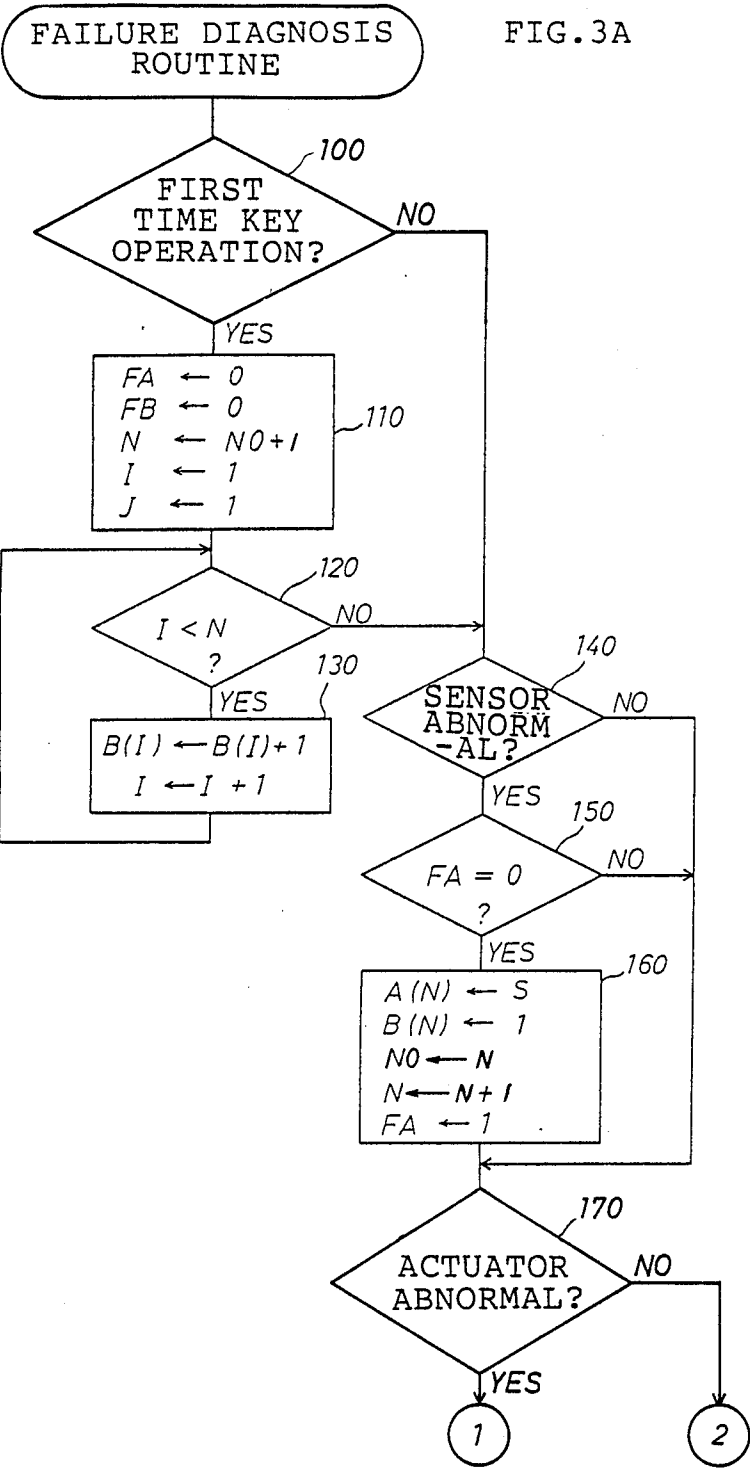 FAILURE DIAGNOSIS
ROUTINE
FIG.3A
100
FIRST
TIME KEY
OPERATION?
NO
YES
FA ← 0
FB ← 0
N ← N0+1
I ← 1
J ← 1
110
120
I < N
?
NO
YES
130
B(I) ← B(I)+1
I ← I +1
140
SENSOR
ABNORM
-AL?
NO
YES
150
FA = 0
?
NO
YES
160
A(N) ← S
B(N) ← 1
N0 ← N
N ← N+1
FA ← 1
170
ACTUATOR
ABNORMAL?
NO
YES
1
2